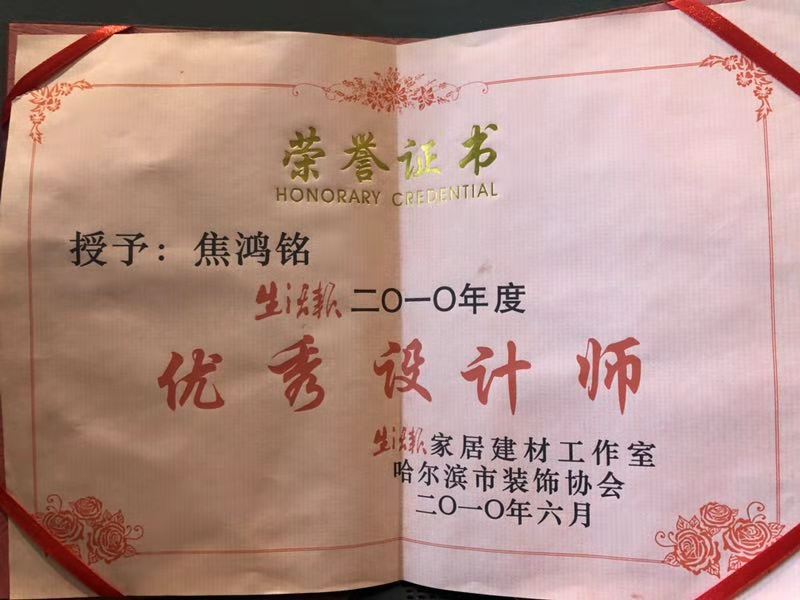 荣誉证书
HONORARY CREDENTIAL
授予：焦鸿铭
生活报 二〇一〇年度
优秀设计师
生活报 家居建材工作室
哈尔滨市装饰协会
二〇一〇年六月